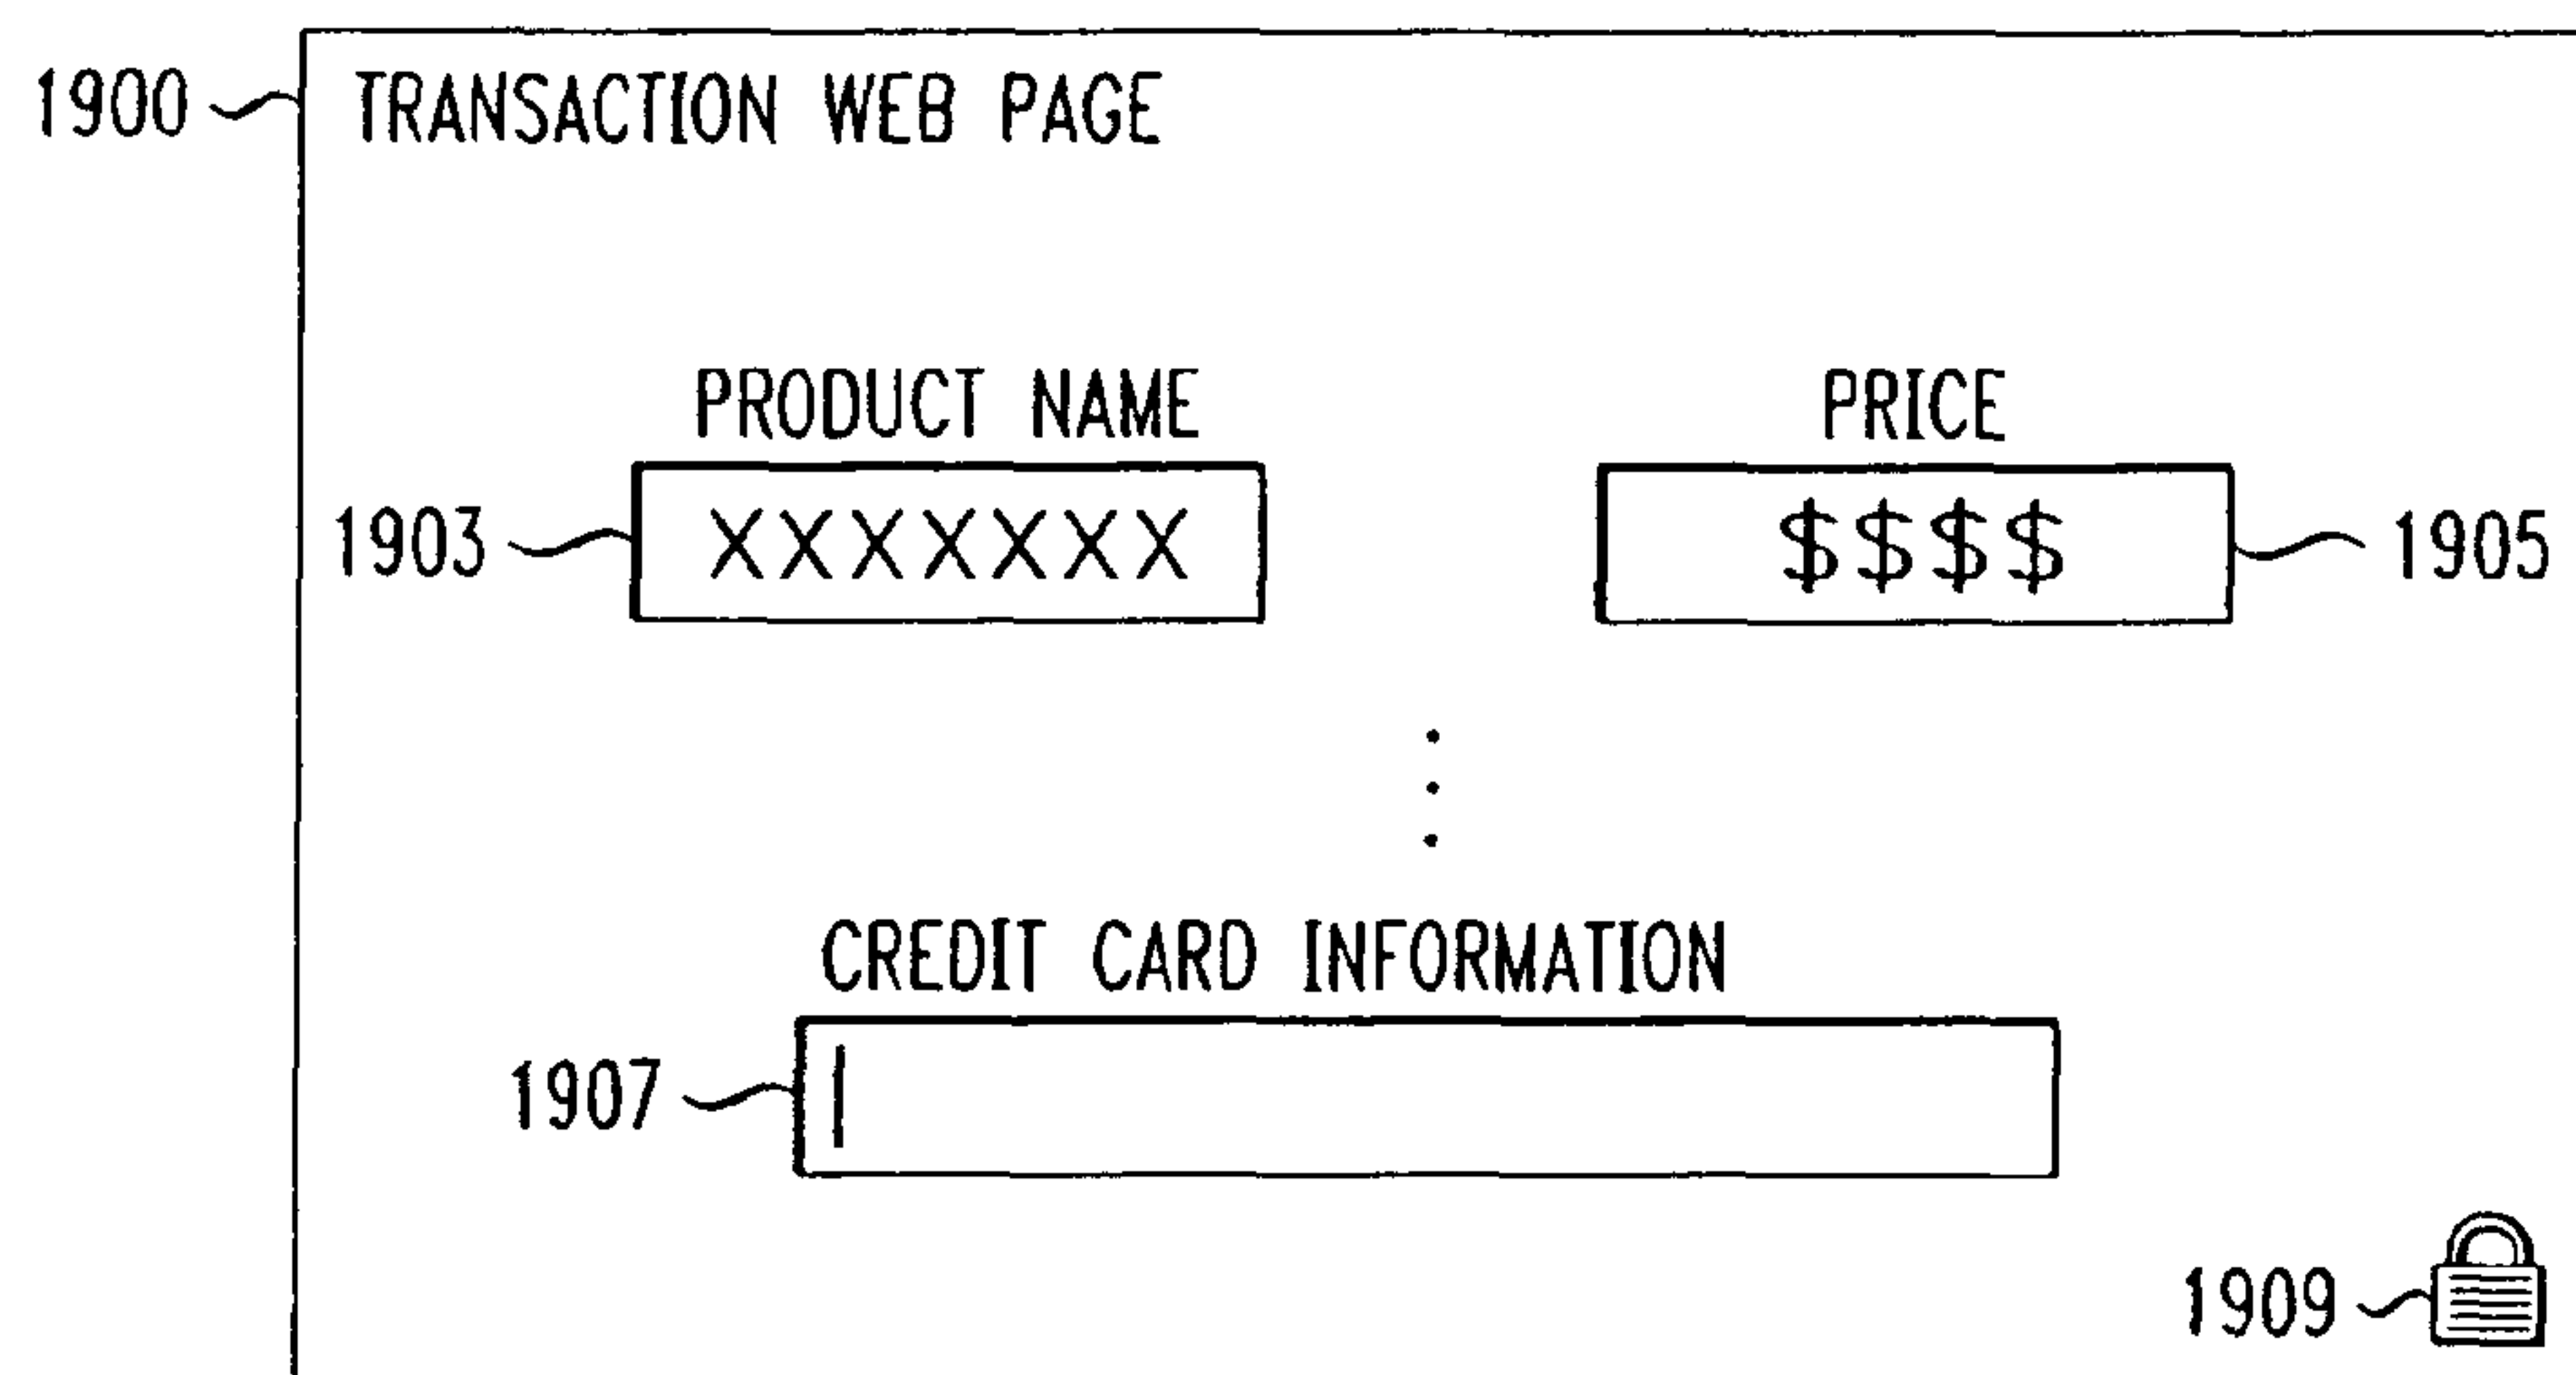 1900 TRANSACTION WEB PAGE
PRODUCT NAME PRICE
1903 XXXXXXX $$$$ 1905
CREDIT CARD INFORMATION
1907
1909